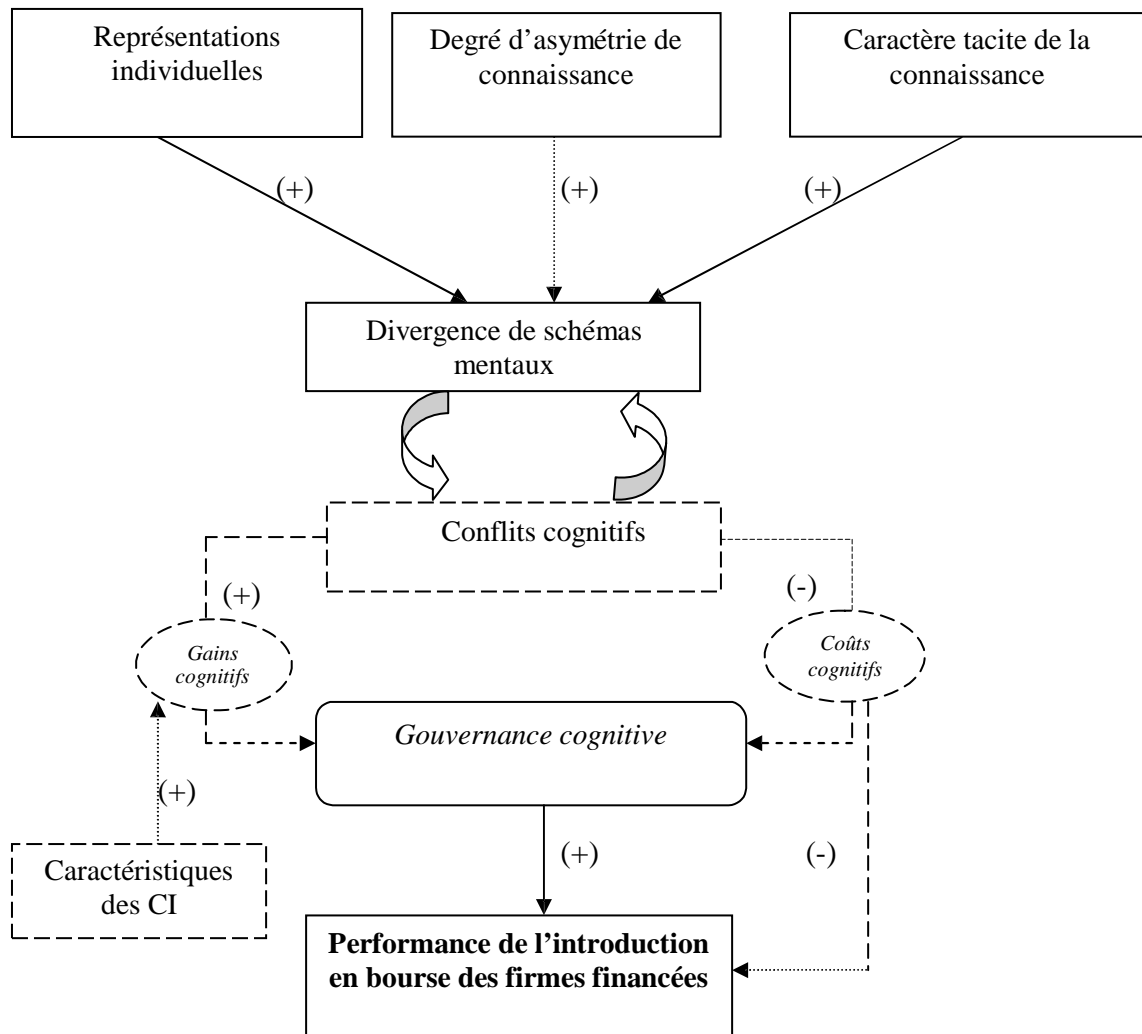 Représentations
individuelles
Degré d’asymétrie de
connaissance
Caractère tacite de la
connaissance
(+)
(+)
(+)
Divergence de schémas
mentaux
Conflits cognitifs
(+)
(-)
Gains
cognitifs
Coûts
cognitifs
Gouvernance cognitive
(+)
Caractéristiques
des CI
(+)
(-)
Performance de l’introduction
en bourse des firmes financées